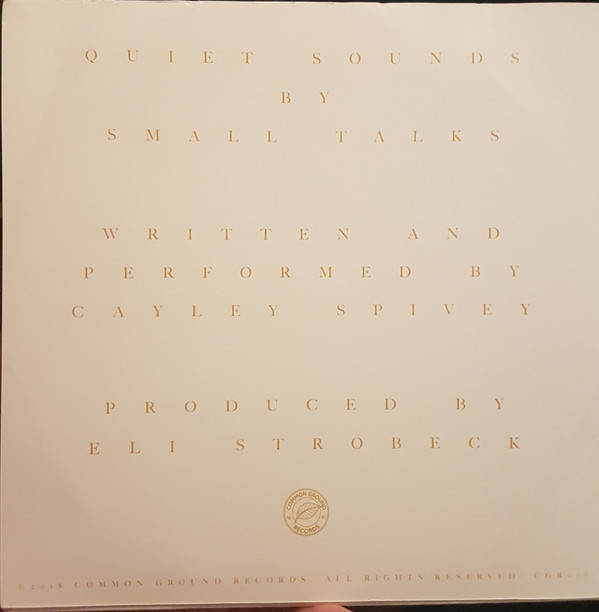 QUIET SOUNDS
BY
SMALL TALKS
WRITTEN AND
PERFORMED BY
CAYLEY SPIVEY
PRODUCED BY
ELI STROBECK
COMMON GROUND
RECORDS
©2018 COMMON GROUND RECORDS ALL RIGHTS RESERVED